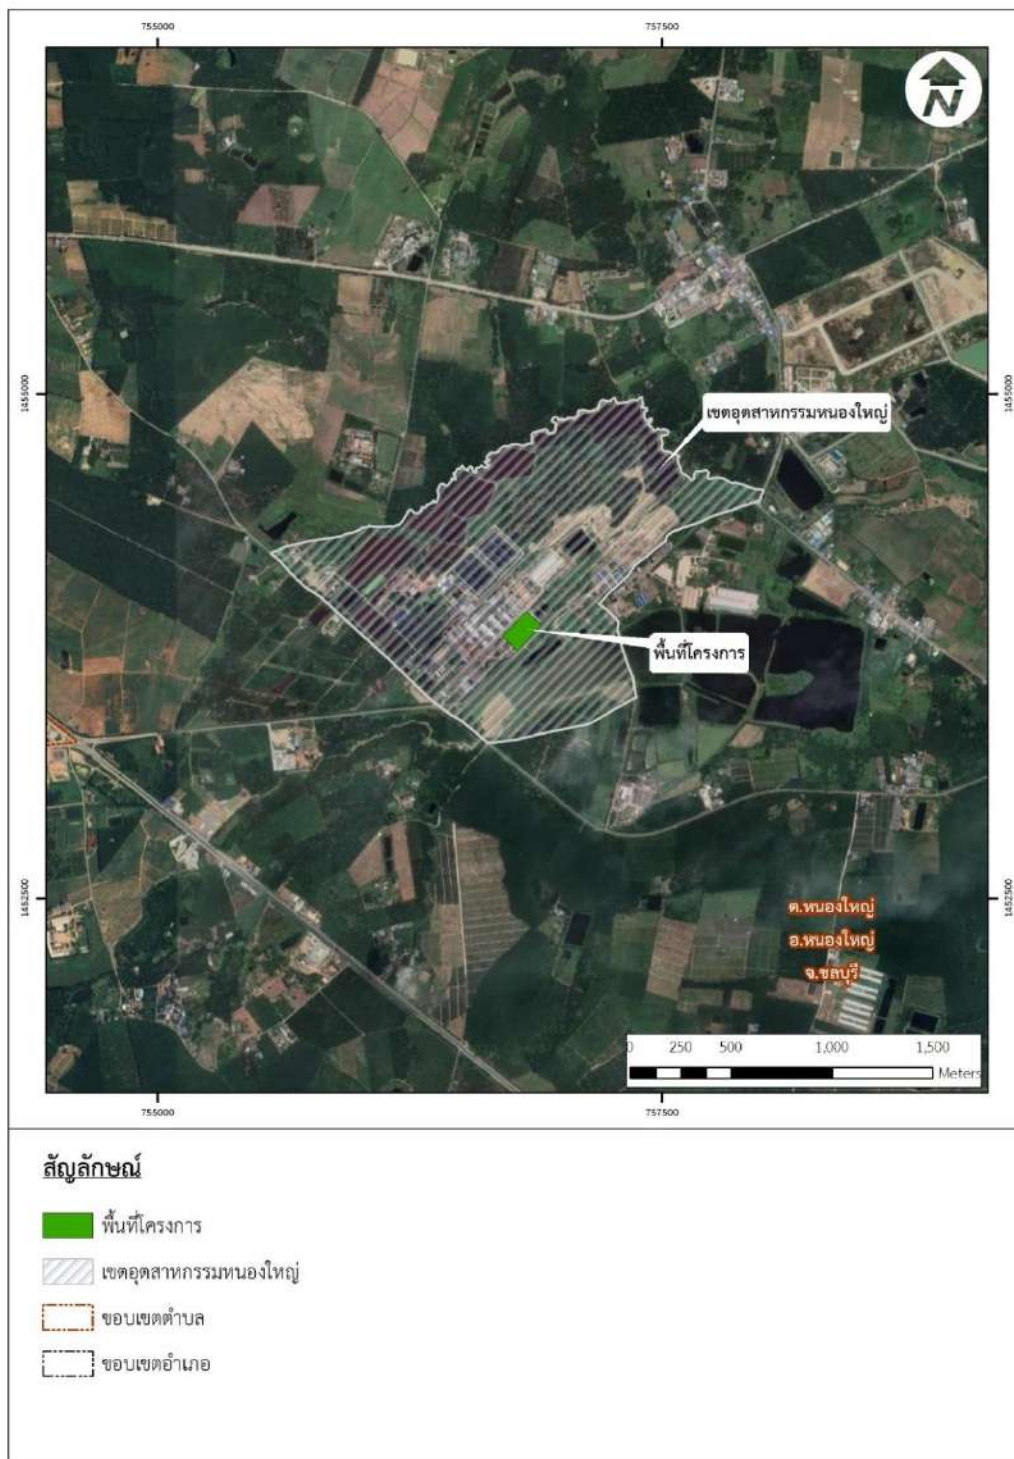 755000 757500
N
1455000 1455000
เขตอุตสาหกรรมหนองใหญ่
พื้นที่โครงการ
1452500 1452500
ต.หนองใหญ่
อ.หนองใหญ่
จ.ชลบุรี
0 250 500 1,000 1,500
Meters
755000 757500
สัญลักษณ์
พื้นที่โครงการ
เขตอุตสาหกรรมหนองใหญ่
ขอบเขตตำบล
ขอบเขตอำเภอ